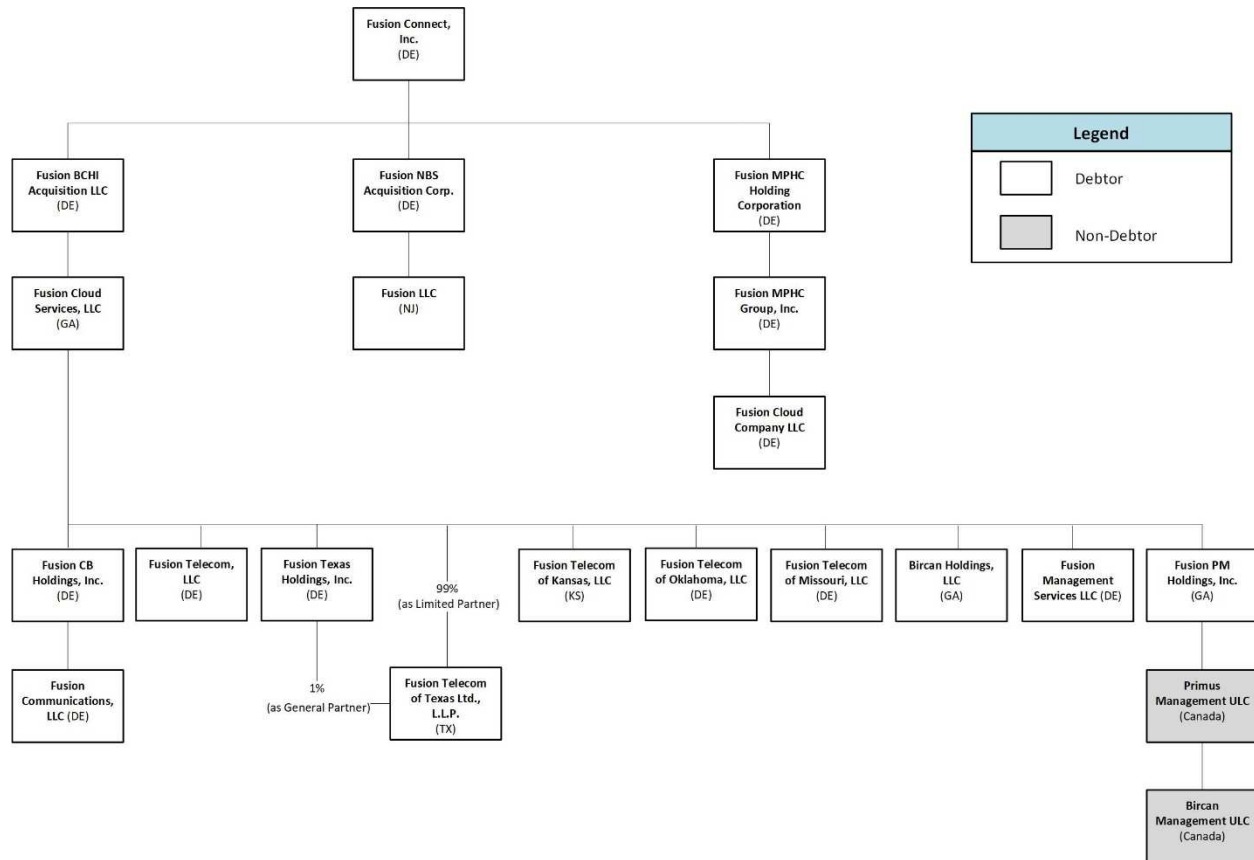 Fusion Connect,
Inc.
(DE)
Legend
Debtor
Non-Debtor
Fusion BCHI
Acquisition LLC
(DE)
Fusion NBS
Acquisition Corp.
(DE)
Fusion MPHC
Holding
Corporation
(DE)
Fusion Cloud
Services, LLC
(GA)
Fusion LLC
(NJ)
Fusion MPHC
Group, Inc.
(DE)
Fusion Cloud
Company LLC
(DE)
Fusion CB
Holdings, Inc.
(DE)
Fusion Telecom,
LLC
(DE)
Fusion Texas
Holdings, Inc.
(DE)
99%
(as Limited Partner)
Fusion Telecom
of Kansas, LLC
(KS)
Fusion Telecom
of Oklahoma, LLC
(DE)
Fusion Telecom
of Missouri, LLC
(DE)
Bircan Holdings,
LLC
(GA)
Fusion
Management
Services LLC (DE)
Fusion PM
Holdings, Inc.
(GA)
Fusion
Communications,
LLC (DE)
1%
(as General Partner)
Fusion Telecom
of Texas Ltd.,
L.L.P.
(TX)
Primus
Management ULC
(Canada)
Bircan
Management ULC
(Canada)